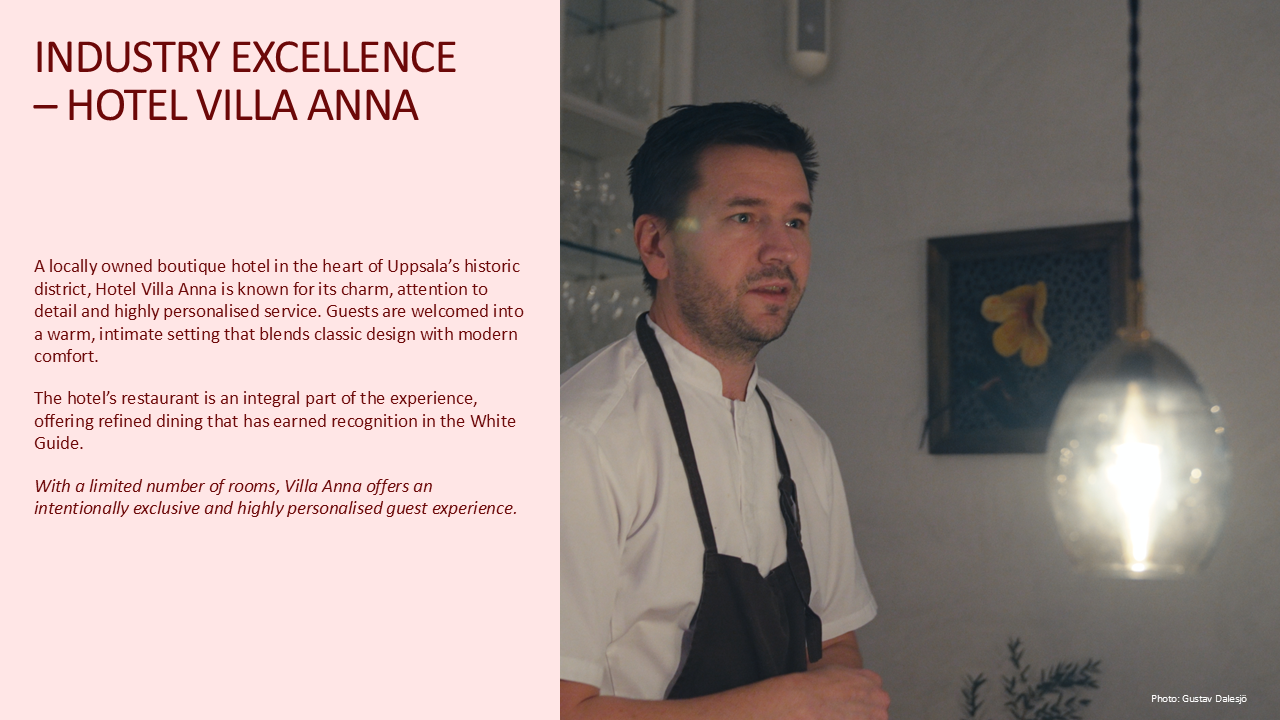 INDUSTRY EXCELLENCE
– HOTEL VILLA ANNA
A locally owned boutique hotel in the heart of Uppsala’s historic
district, Hotel Villa Anna is known for its charm, attention to
detail and highly personalised service. Guests are welcomed into
a warm, intimate setting that blends classic design with modern
comfort.
The hotel’s restaurant is an integral part of the experience,
offering refined dining that has earned recognition in the White
Guide.
With a limited number of rooms, Villa Anna offers an
intentionally exclusive and highly personalised guest experience.
Photo: Gustav Dalesjö